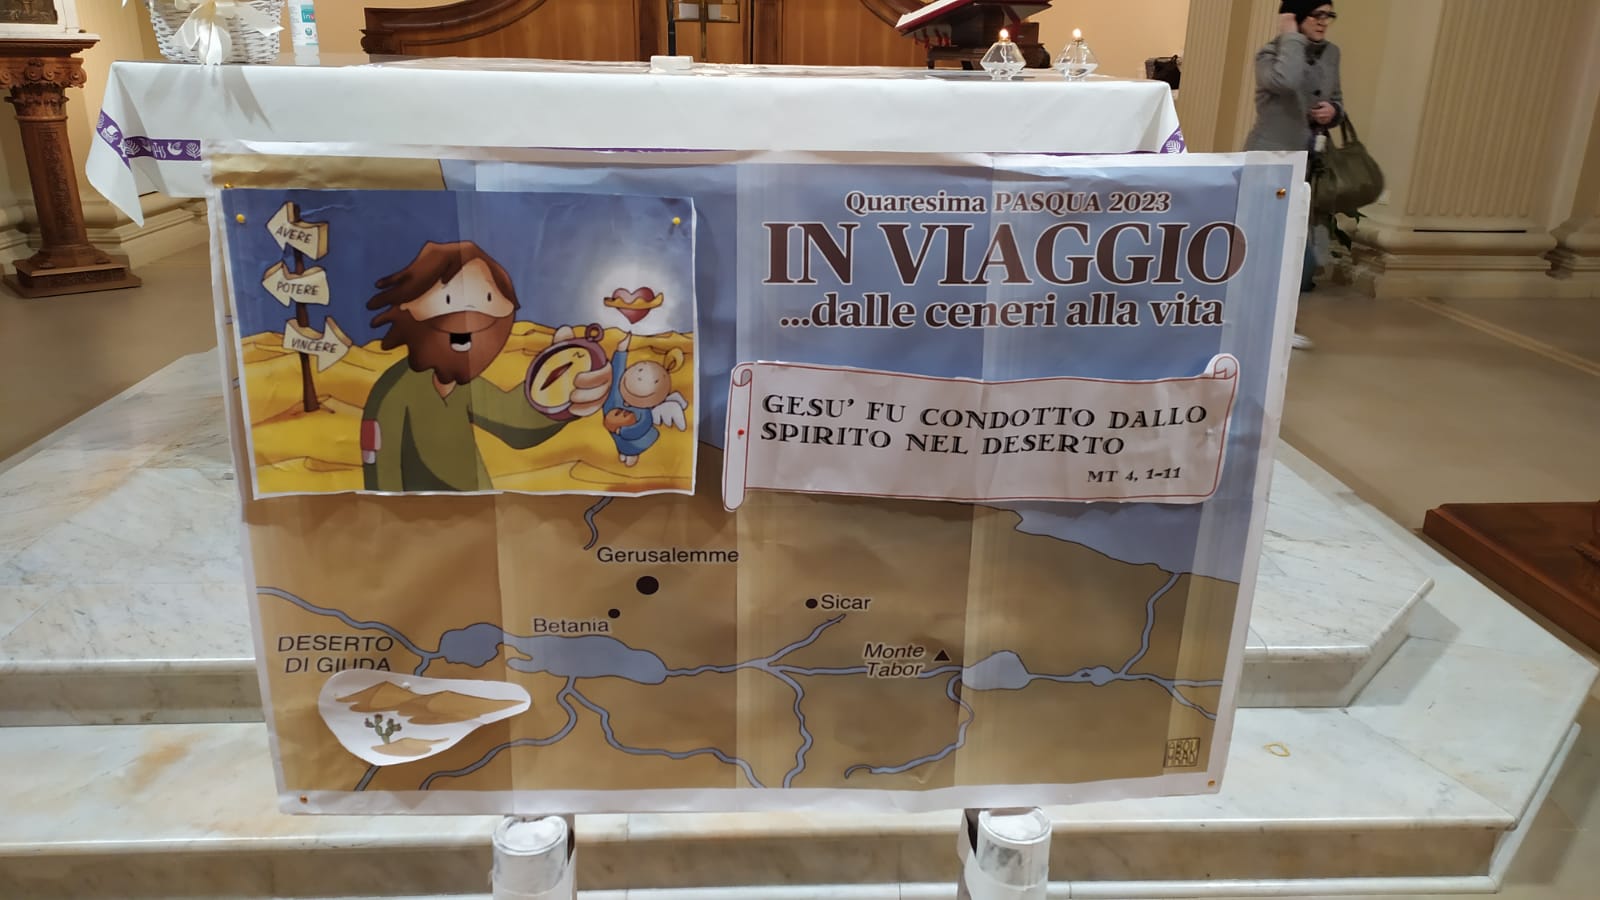 Quaresima PASQUA 2023
IN VIAGGIO
...dalle ceneri alla vita
AVERE
POTERE
VINCERE
GESU' FU CONDOTTO DALLO
SPIRITO NEL DESERTO
MT 4, 1-11
Gerusalemme
Betania
Sicar
DESERTO
DI GIUDA
Monte
Tabor